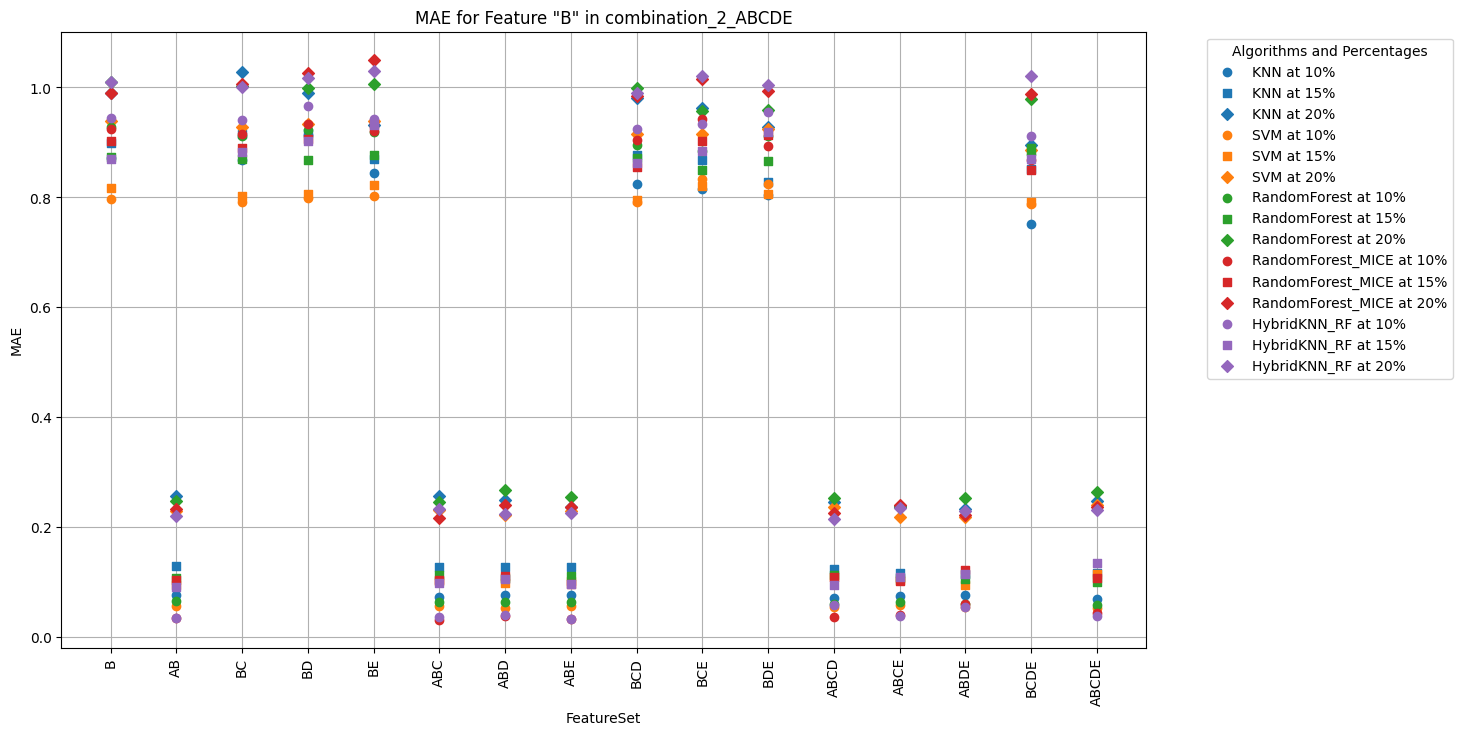 MAE for Feature "B" in combination_2_ABCDE
MAE
1.0
0.8
0.6
0.4
0.2
0.0
B
AB
BC
BD
BE
ABC
ABD
ABE
BCD
BCE
BDE
ABCD
ABCE
ABDE
BCDE
ABCDE
FeatureSet
Algorithms and Percentages
KNN at 10%
KNN at 15%
KNN at 20%
SVM at 10%
SVM at 15%
SVM at 20%
RandomForest at 10%
RandomForest at 15%
RandomForest at 20%
RandomForest_MICE at 10%
RandomForest_MICE at 15%
RandomForest_MICE at 20%
HybridKNN_RF at 10%
HybridKNN_RF at 15%
HybridKNN_RF at 20%